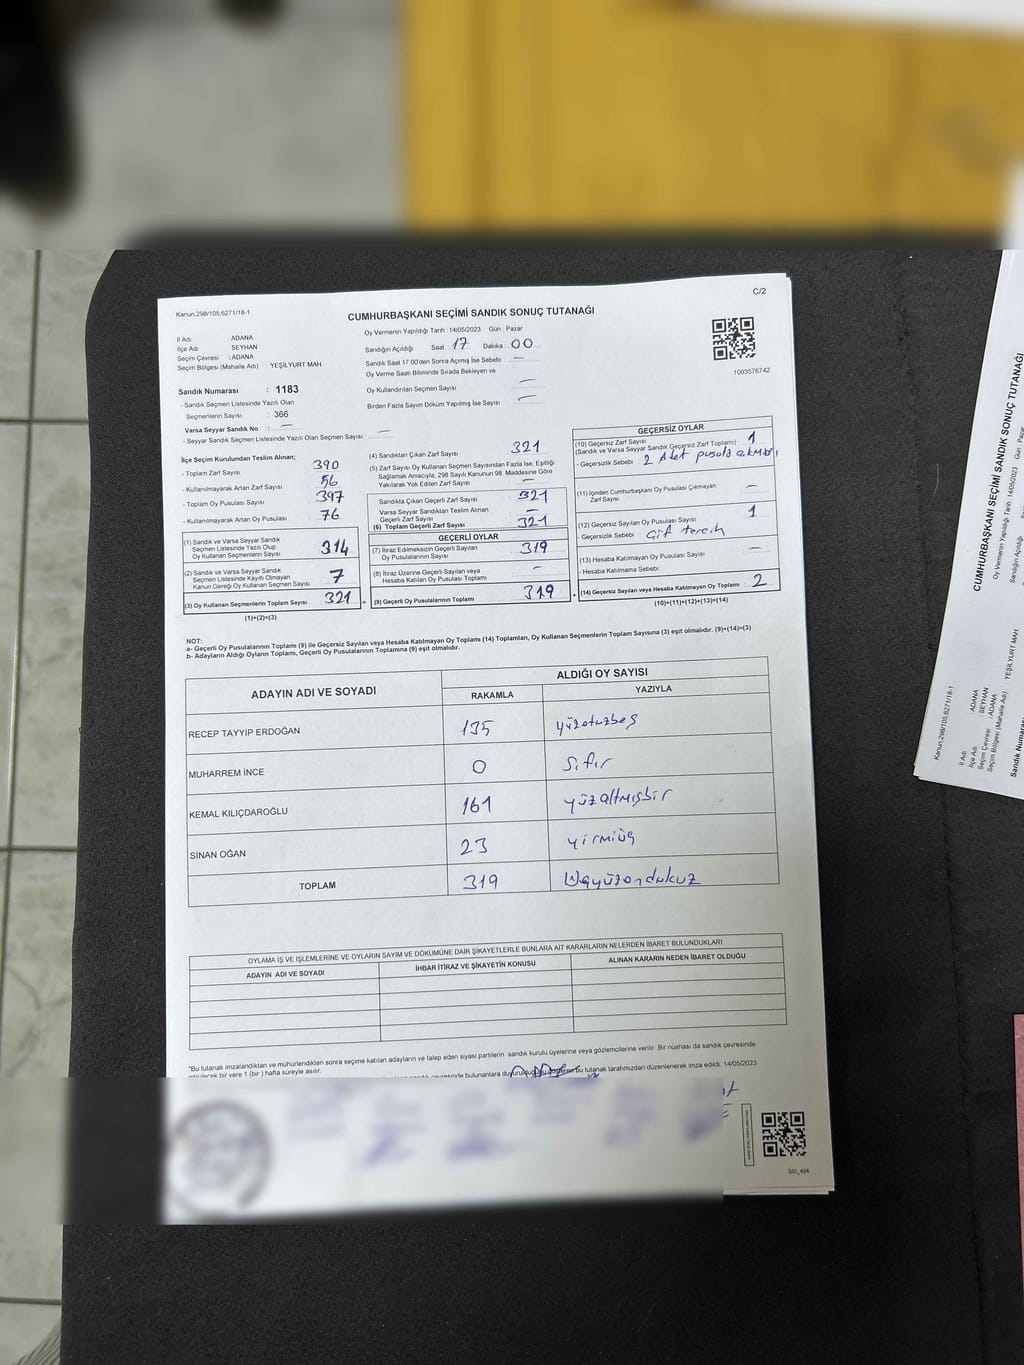 C/2
Kanun.298/105,6271/18-1
CUMHURBAŞKANI SEÇİMİ SANDIK SONUÇ TUTANAĞI
İl Adı ADANA
İlçe Adı SEYHAN
Seçim Çevresi : ADANA
Seçim Bölgesi (Mahalle Adı) YEŞİLYURT MAH.
Oy Vermenin Yapıldığı Tarih : 14/05/2023 Gün : Pazar
Sandığın Açıldığı Saat 17 Dakika 00
Sandık Saat 17:00'den Sonra Açılmış İse Sebebi —
Oy Verme Saati Bitiminde Sırada Bekleyen ve
Oy Kullandırılan Seçmen Sayısı —
Birden Fazla Sayım Döküm Yapılmış İse Sayısı —
1093576742
Sandık Numarası : 1183
- Sandık Seçmen Listesinde Yazılı Olan
Seçmenlerin Sayısı : 366
Varsa Seyyar Sandık No : —
- Seyyar Sandık Seçmen Listesinde Yazılı Olan Seçmen Sayısı —
İlçe Seçim Kurulundan Teslim Alınan;
- Toplam Zarf Sayısı 390
- Kullanılmayarak Artan Zarf Sayısı 56
- Toplam Oy Pusulası Sayısı 397
- Kullanılmayarak Artan Oy Pusulası 76
(1) Sandık ve Varsa Seyyar Sandık
Seçmen Listesinde Yazılı Olup
Oy Kullanan Seçmenlerin Sayısı 314
(2) Sandık ve Varsa Seyyar Sandık
Seçmen Listesinde Kayıtlı Olmayan
Kanun Gereği Oy Kullanan Seçmen Sayısı 7
(3) Oy Kullanan Seçmenlerin Toplam Sayısı 321 =
(1)+(2)=(3)
(4) Sandıktan Çıkan Zarf Sayısı 321
(5) Zarf Sayısı Oy Kullanan Seçmen Sayısından Fazla İse, Eşitliği
Sağlamak Amacıyla, 298 Sayılı Kanunun 98. Maddesine Göre
Yakılarak Yok Edilen Zarf Sayısı —
Sandıkta Çıkan Geçerli Zarf Sayısı 321
Varsa Seyyar Sandıktan Teslim Alınan
Geçerli Zarf Sayısı —
(6) Toplam Geçerli Zarf Sayısı 321
GEÇERLİ OYLAR
(7) İtiraz Edilmeksizin Geçerli Sayılan
Oy Pusulalarının Sayısı 319
(8) İtiraz Üzerine Geçerli Sayılan veya
Hesaba Katılan Oy Pusulası Toplamı —
(9) Geçerli Oy Pusulalarının Toplamı 319 +
GEÇERSİZ OYLAR
(10) Geçersiz Zarf Sayısı
(Sandık ve Varsa Seyyar Sandık Geçersiz Zarf Toplamı) 1
- Geçersizlik Sebebi 2 Adet pusula çıkması
(11) İçinden Cumhurbaşkanı Oy Pusulası Çıkmayan
Zarf Sayısı —
(12) Geçersiz Sayılan Oy Pusulası Sayısı 1
- Geçersizlik Sebebi Çift tercih
(13) Hesaba Katılmayan Oy Pusulası Sayısı —
- Hesaba Katılmama Sebebi
(14) Geçersiz Sayılan veya Hesaba Katılmayan Oy Toplamı 2
(10)+(11)+(12)+(13)=(14)
NOT:
a- Geçerli Oy Pusulalarının Toplamı (9) ile Geçersiz Sayılan veya Hesaba Katılmayan Oy Toplamı (14) Toplamları, Oy Kullanan Seçmenlerin Toplam Sayısına (3) eşit olmalıdır. (9)+(14)=(3)
b- Adayların Aldığı Oyların Toplamı, Geçerli Oy Pusulalarının Toplamına (9) eşit olmalıdır.
ADAYIN ADI VE SOYADI ALDIĞI OY SAYISI
RAKAMLA YAZIYLA
RECEP TAYYİP ERDOĞAN 135 yüzotuzbeş
MUHARREM İNCE 0 Sıfır
KEMAL KILIÇDAROĞLU 161 yüzaltmışbir
SİNAN OĞAN 23 yirmiüç
TOPLAM 319 Üçyüzondokuz
OYLAMA İŞ VE İŞLEMLERİNE VE OYLARIN SAYIM VE DÖKÜMÜNE DAİR ŞİKAYETLERLE BUNLARA AİT KARARLARIN NELERDEN İBARET BULUNDUKLARI
ADAYIN ADI VE SOYADI İHBAR İTİRAZ VE ŞİKAYETİN KONUSU ALINAN KARARIN NEDEN İBARET OLDUĞU
"Bu tutanak imzalandıktan ve mühürlendikten sonra seçime katılan adayların ve talep eden siyasi partilerin sandık kurulu üyelerine veya gözlemcilerine verilir. Bir nüshası da sandık çevresinde
görülecek bir yere 1 (bir) hafta süreyle asılır.
çevresinde bulunanlara duyurulduğu bu tutanak tarafımızdan düzenlenerek imza edildi. 14/05/2023
SSI_404
Kanun.298/105,6271/18-1
CUMHURBAŞKANI SEÇİMİ SANDIK SONUÇ TUTANAĞI
Oy Vermenin Yapıldığı Tarih : 14/05/2023 Gün : Pazar
Sandığın Açıldığı
İl Adı : ADANA
İlçe Adı : SEYHAN
Seçim Çevresi : ADANA
Seçim Bölgesi (Mahalle Adı) YEŞİLYURT MAH.